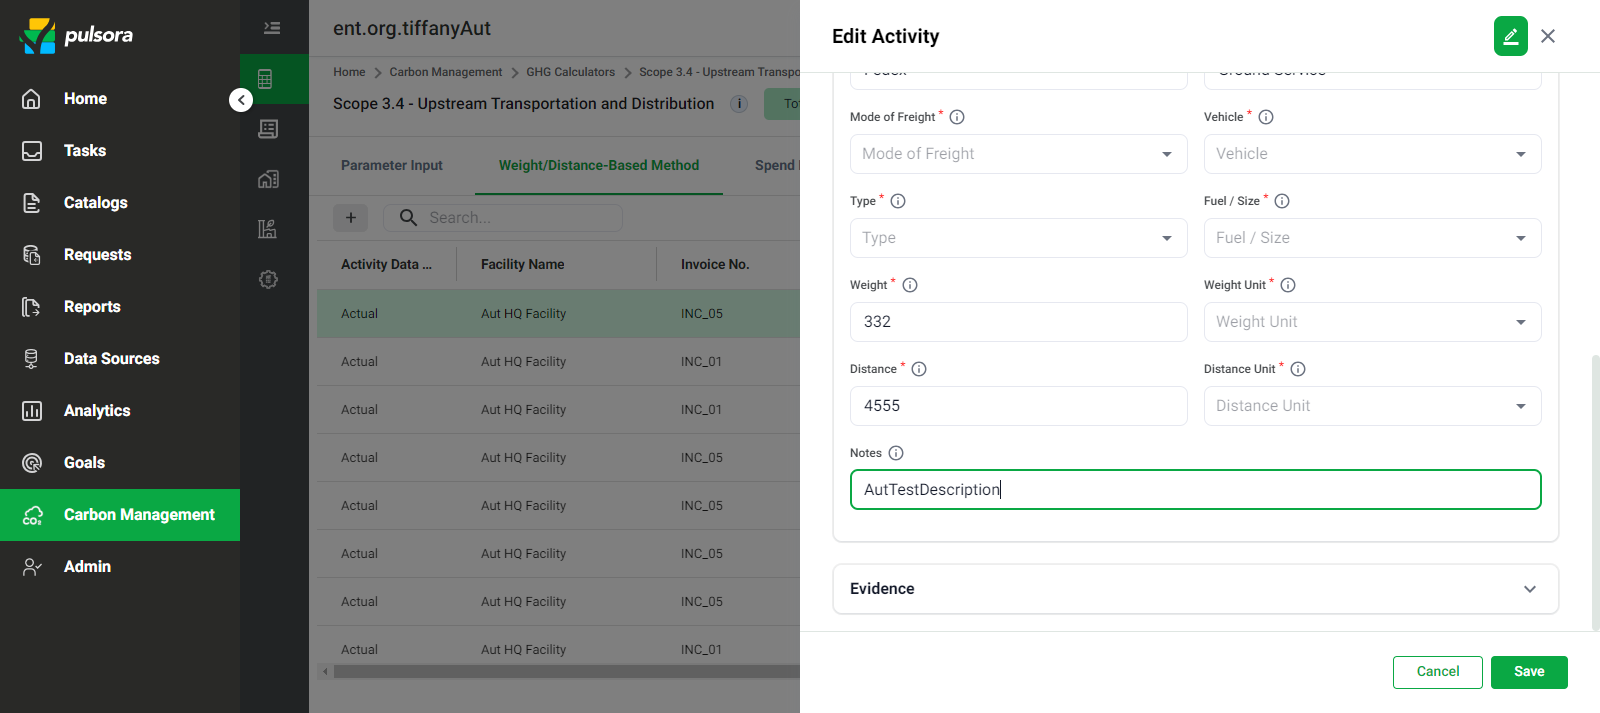 pulsora
Home
Tasks
Catalogs
Requests
Reports
Data Sources
Analytics
Goals
Carbon Management
Admin
ent.org.tiffanyAut
Home > Carbon Management > GHG Calculators > Scope 3.4 - Upstream Transpo
Scope 3.4 - Upstream Transportation and Distribution
Parameter Input
Weight/Distance-Based Method
Spend
+ Search...
Activity Data ... Facility Name Invoice No.
Actual Aut HQ Facility INC_05
Actual Aut HQ Facility INC_01
Actual Aut HQ Facility INC_01
Actual Aut HQ Facility INC_05
Actual Aut HQ Facility INC_05
Actual Aut HQ Facility INC_05
Actual Aut HQ Facility INC_05
Actual Aut HQ Facility INC_01
Edit Activity
Ground Service
Mode of Freight * Vehicle *
Mode of Freight Vehicle
Type * Fuel / Size *
Type Fuel / Size
Weight * Weight Unit *
332 Weight Unit
Distance * Distance Unit *
4555 Distance Unit
Notes
AutTestDescription
Evidence
Cancel Save